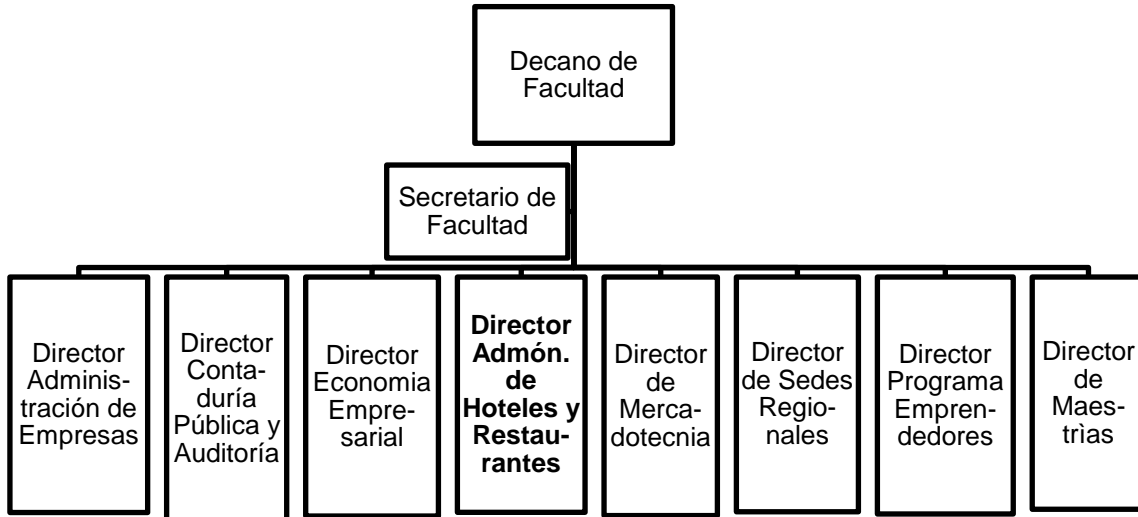 Decano de
Facultad
Secretario de
Facultad
Director
Adminis-
tración de
Empresas
Director
Conta-
duría
Pública y
Auditoría
Director
Economia
Empre-
sarial
Director
Admón.
de
Hoteles y
Restau-
rantes
Director
de
Merca-
dotecnia
Director
de Sedes
Regio-
nales
Director
Programa
Empren-
dedores
Director
de
Maes-
trìas